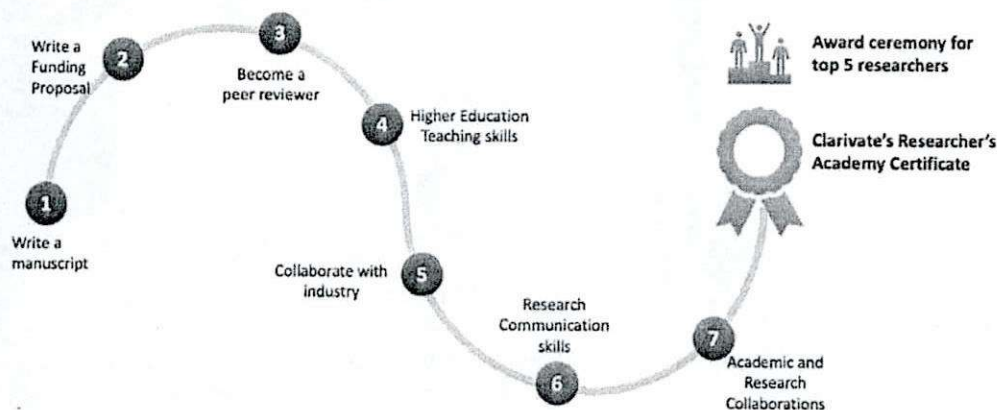 1
Write a
manuscript
2
Write a
Funding
Proposal
3
Become a
peer reviewer
4
Higher Education
Teaching skills
5
Collaborate with
industry
6
Research
Communication
skills
7
Academic and
Research
Collaborations
Award ceremony for
top 5 researchers
Clarivate's Researcher's
Academy Certificate